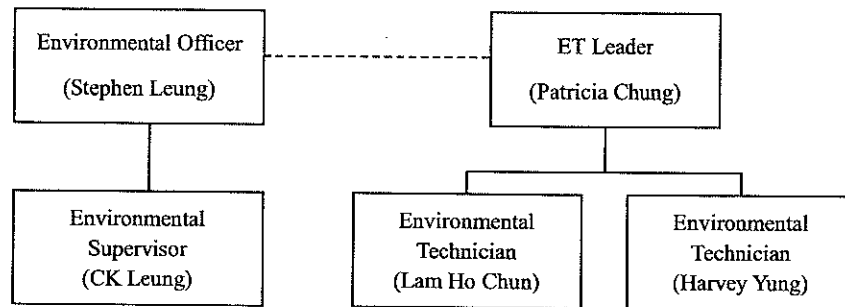 Environmental Officer
(Stephen Leung)
ET Leader
(Patricia Chung)
Environmental
Supervisor
(CK Leung)
Environmental
Technician
(Lam Ho Chun)
Environmental
Technician
(Harvey Yung)